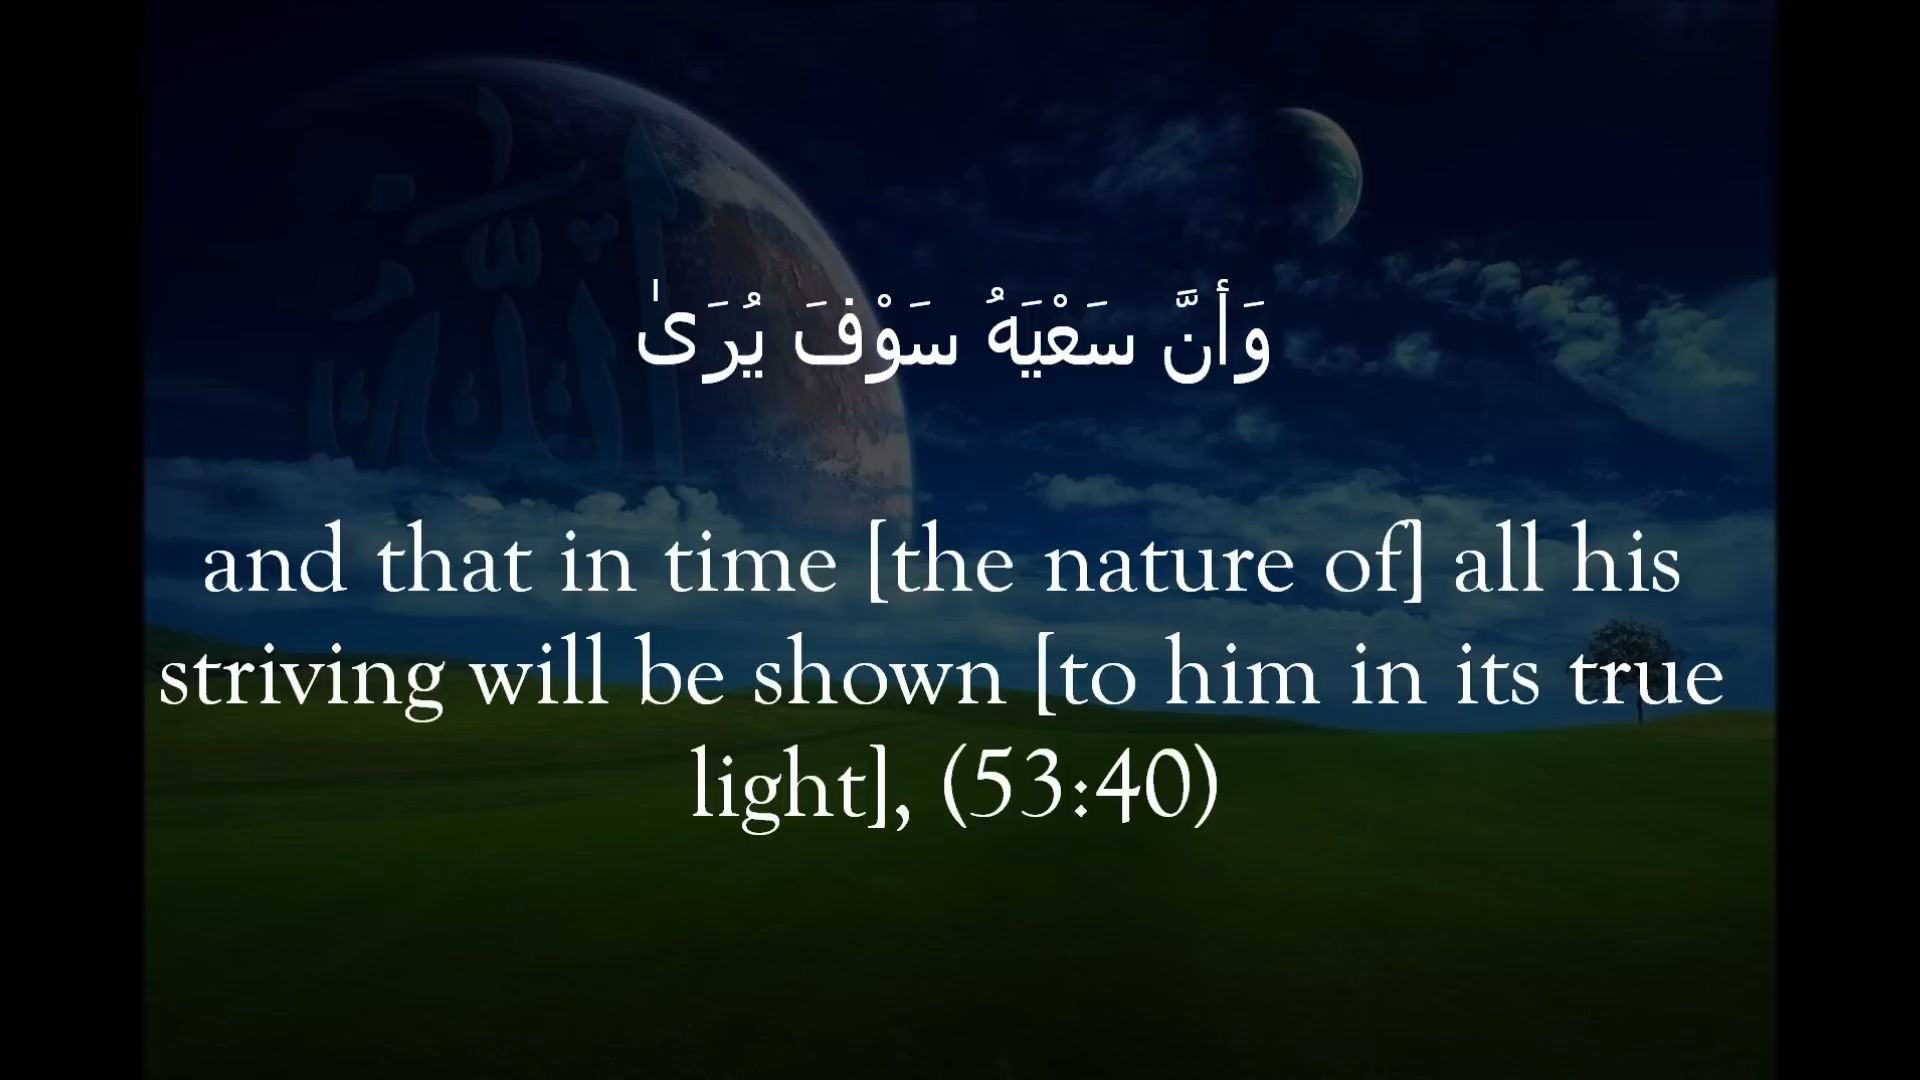 وَأَنَّ سَعْيَهُ سَوْفَ يُرَىٰ
and that in time [the nature of] all his
striving will be shown [to him in its true
light], (53:40)